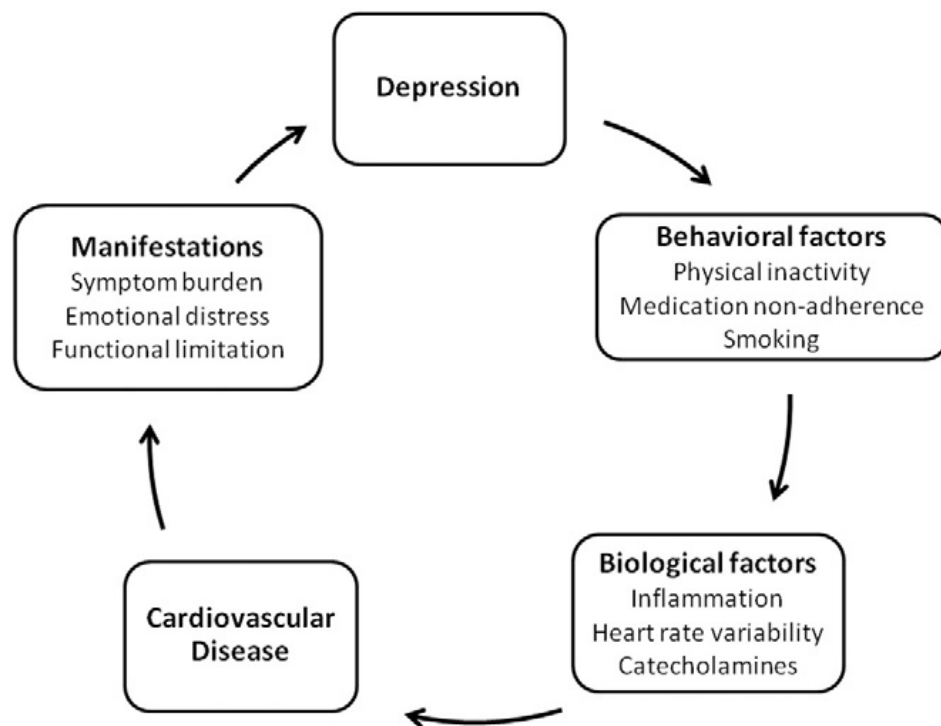 Depression
Behavioral factors
Physical inactivity
Medication non-adherence
Smoking
Biological factors
Inflammation
Heart rate variability
Catecholamines
Cardiovascular
Disease
Manifestations
Symptom burden
Emotional distress
Functional limitation